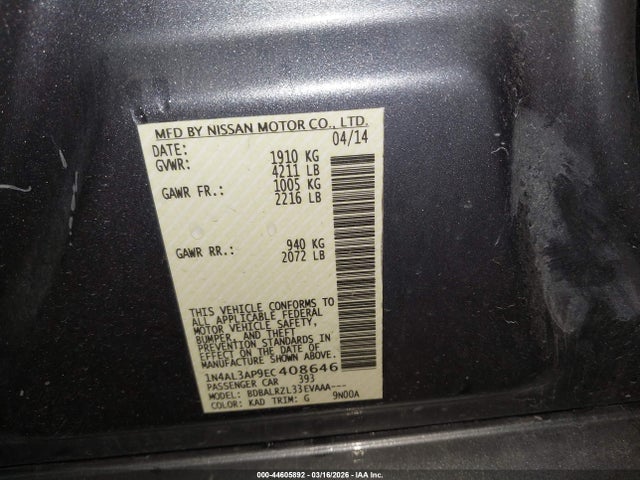 MFD BY NISSAN MOTOR CO., LTD.
DATE: 04/14
GVWR: 1910 KG
4211 LB
GAWR FR.: 1005 KG
2216 LB
GAWR RR.: 940 KG
2072 LB
THIS VEHICLE CONFORMS TO
ALL APPLICABLE FEDERAL
MOTOR VEHICLE SAFETY,
BUMPER, AND THEFT
PREVENTION STANDARDS IN
EFFECT ON THE DATE OF
MANUFACTURE SHOWN ABOVE.
1N4AL3AP9EC408646
PASSENGER CAR 393
MODEL: BDBALRZL33EVAAA---
COLOR: KAD TRIM: G 9N00A
000-44605892 - 03/16/2026 - IAA Inc.